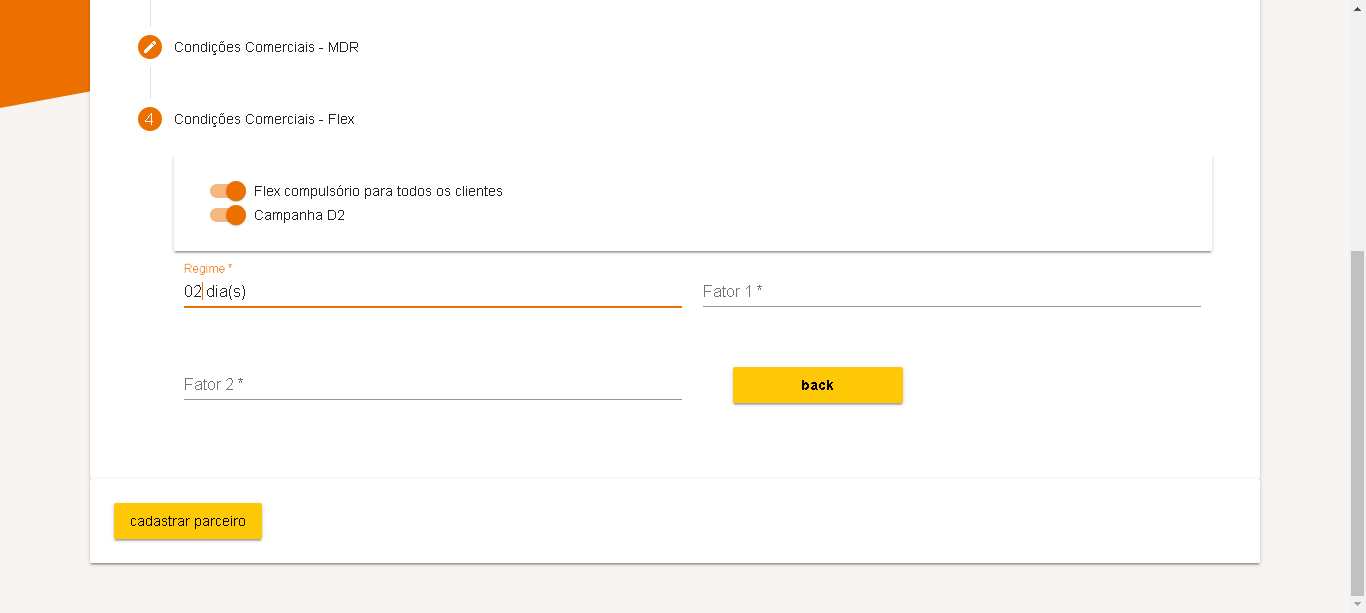 Condições Comerciais - MDR
4
Condições Comerciais - Flex
Flex compulsório para todos os clientes
Campanha D2
Regime *
02 dia(s)
Fator 1 *
Fator 2 *
back
cadastrar parceiro